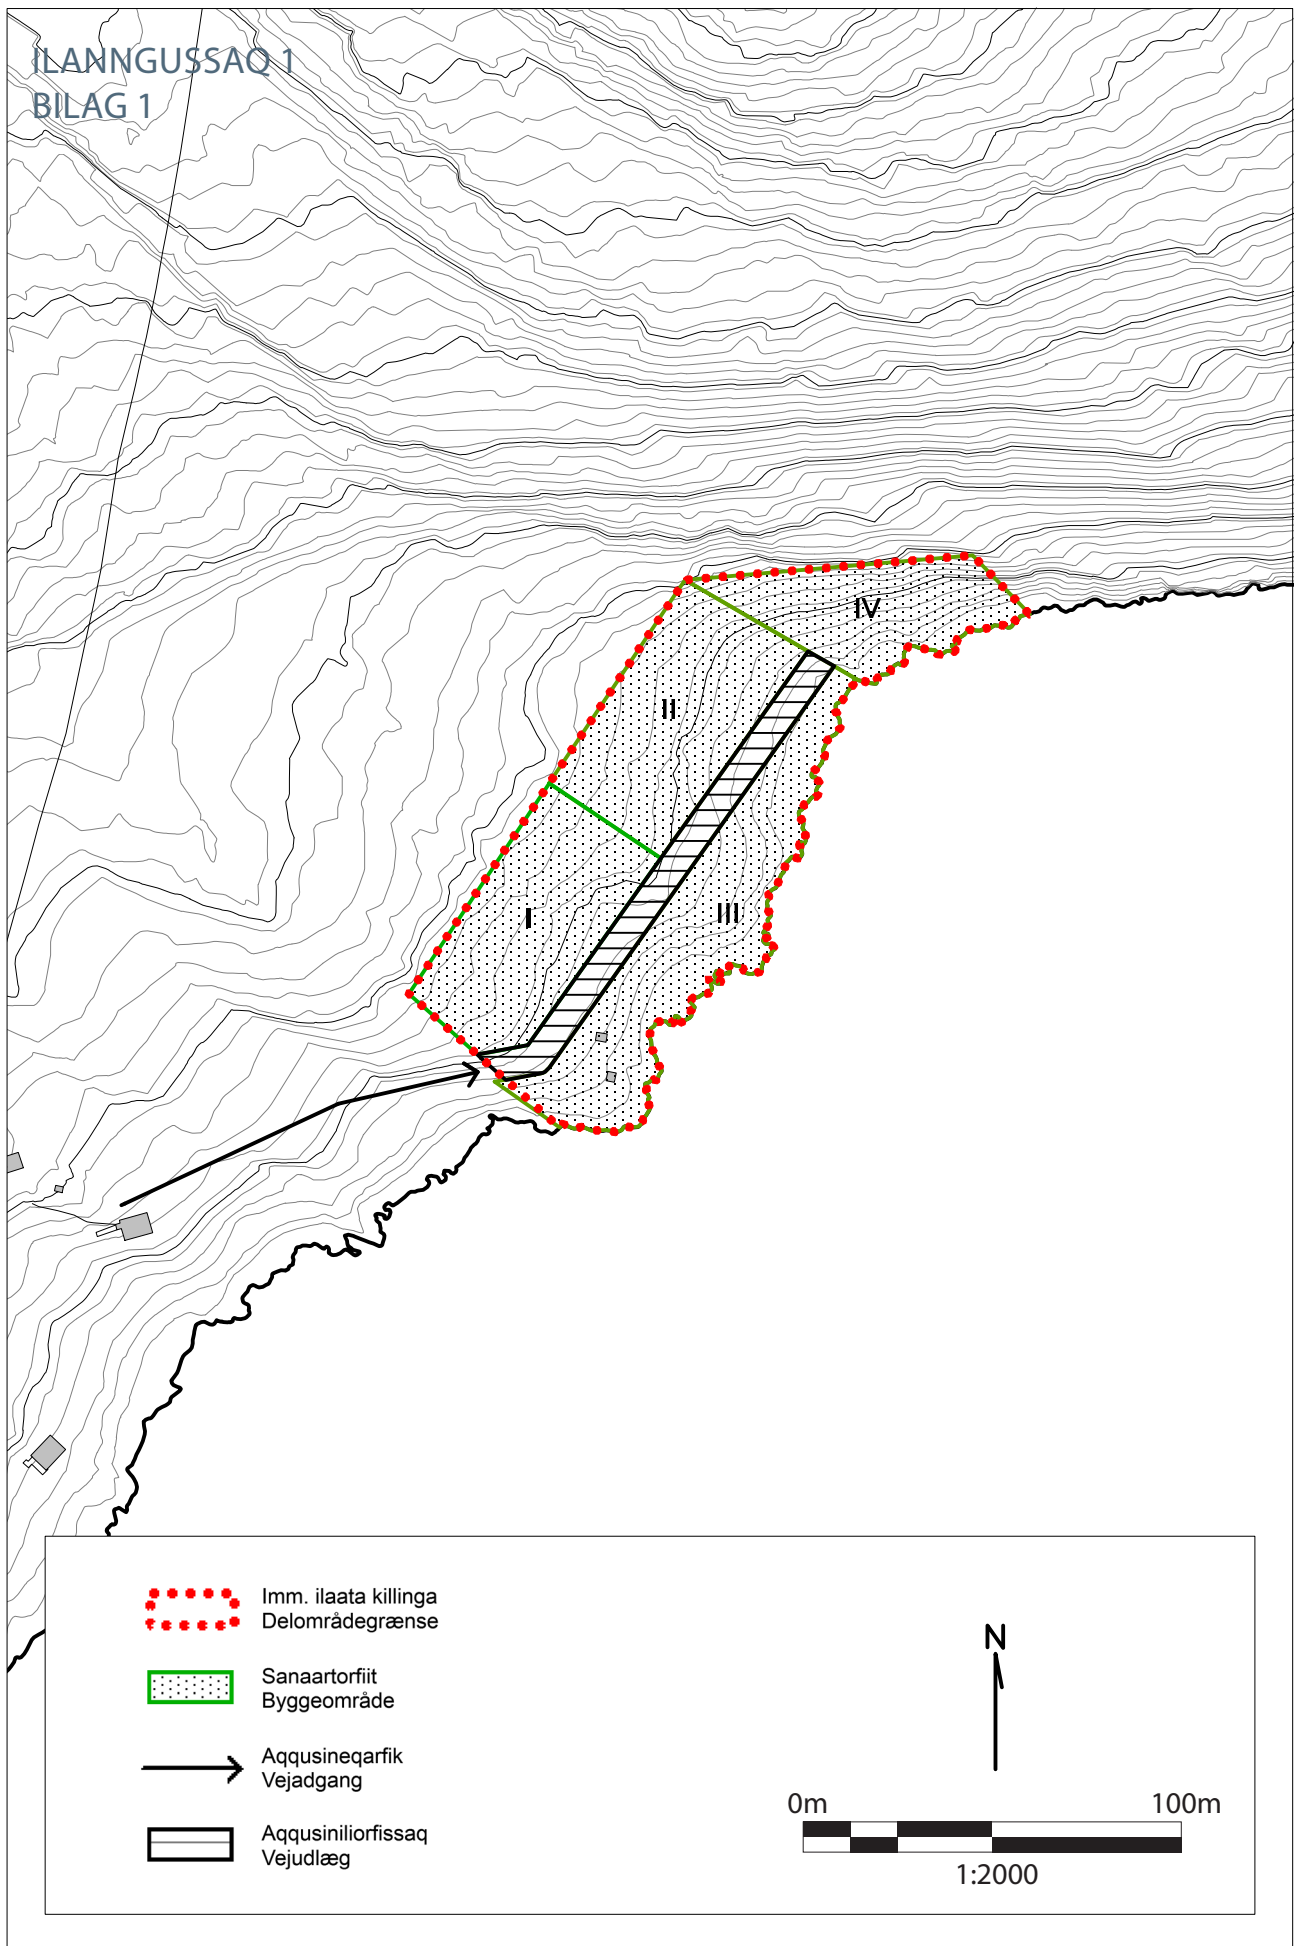 ILANNGUSSAQ 1
BILAG 1
IV
II
I
III
Imm. ilaata killinga
Delområdegrænse
Sanaartorfiit
Byggeområde
Aqqusineqarfik
Vejadgang
Aqqusiniliorfissaq
Vejudlæg
N
0m 100m
1:2000